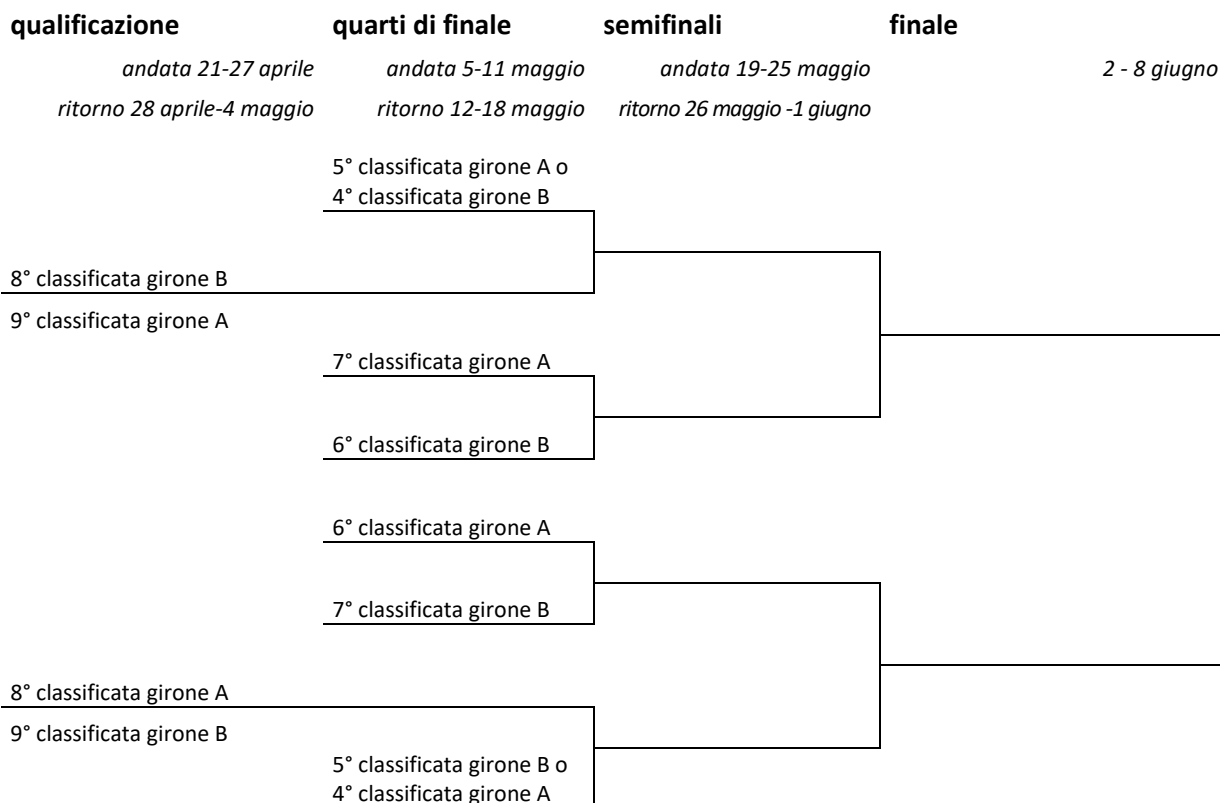 qualificazione quarti di finale semifinali finale
andata 21-27 aprile andata 5-11 maggio andata 19-25 maggio 2 - 8 giugno
ritorno 28 aprile-4 maggio ritorno 12-18 maggio ritorno 26 maggio -1 giugno
5° classificata girone A o
4° classificata girone B
8° classificata girone B
9° classificata girone A
7° classificata girone A
6° classificata girone B
6° classificata girone A
7° classificata girone B
8° classificata girone A
9° classificata girone B
5° classificata girone B o
4° classificata girone A